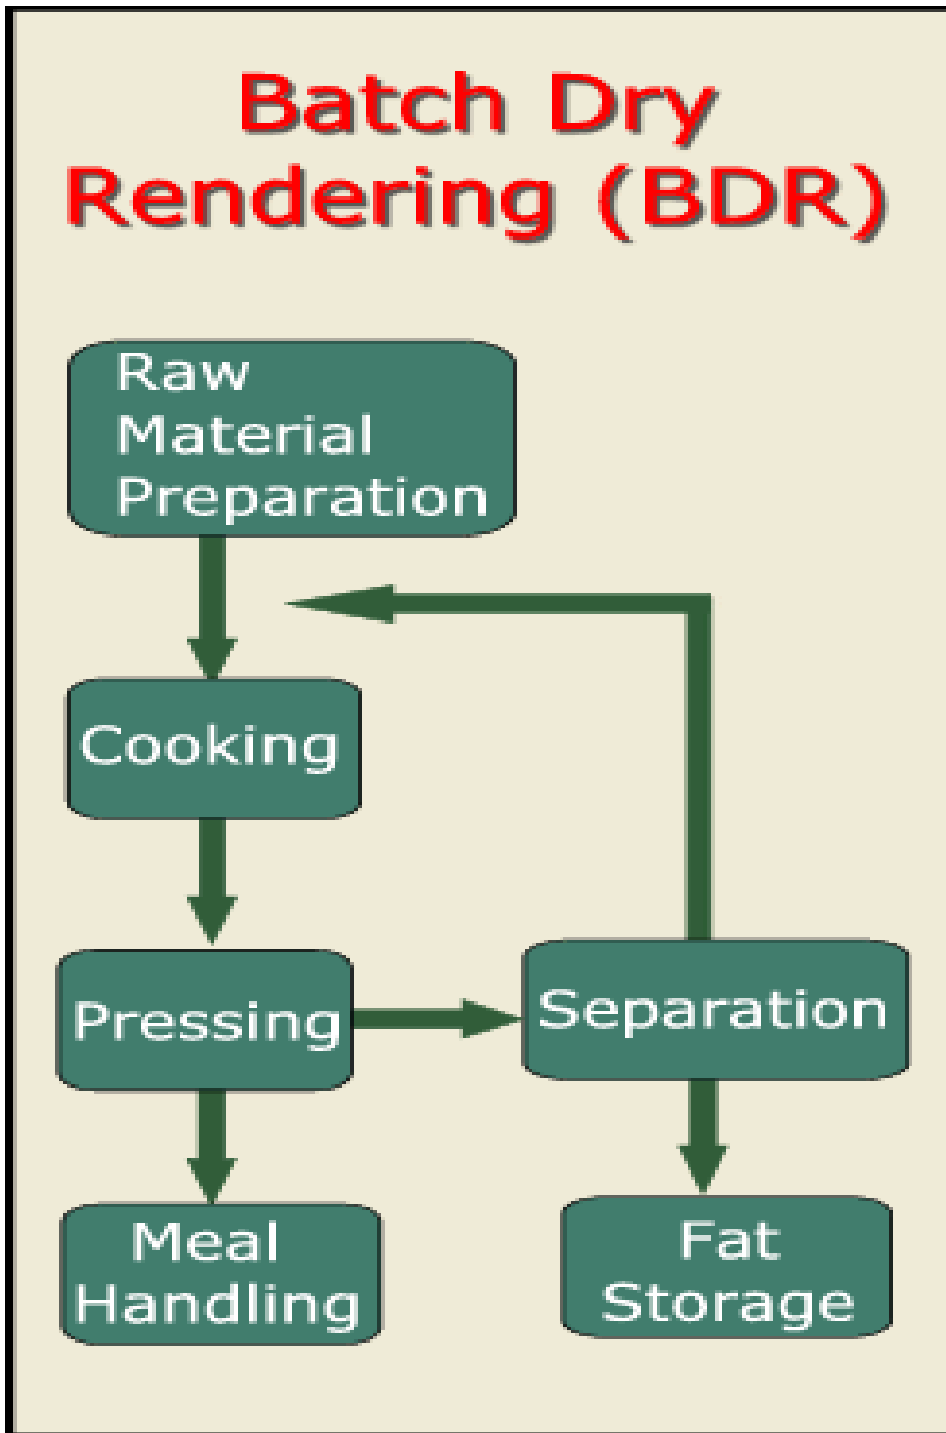 Batch Dry
Rendering (BDR)
Raw
Material
Preparation
Cooking
Pressing
Separation
Meal
Handling
Fat
Storage